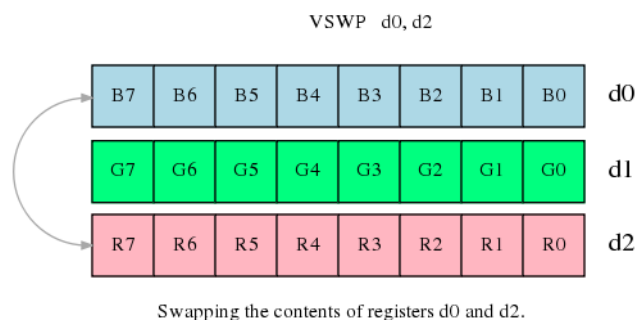 VSWP d0, d2
B7 B6 B5 B4 B3 B2 B1 B0 d0
G7 G6 G5 G4 G3 G2 G1 G0 d1
R7 R6 R5 R4 R3 R2 R1 R0 d2
Swapping the contents of registers d0 and d2.